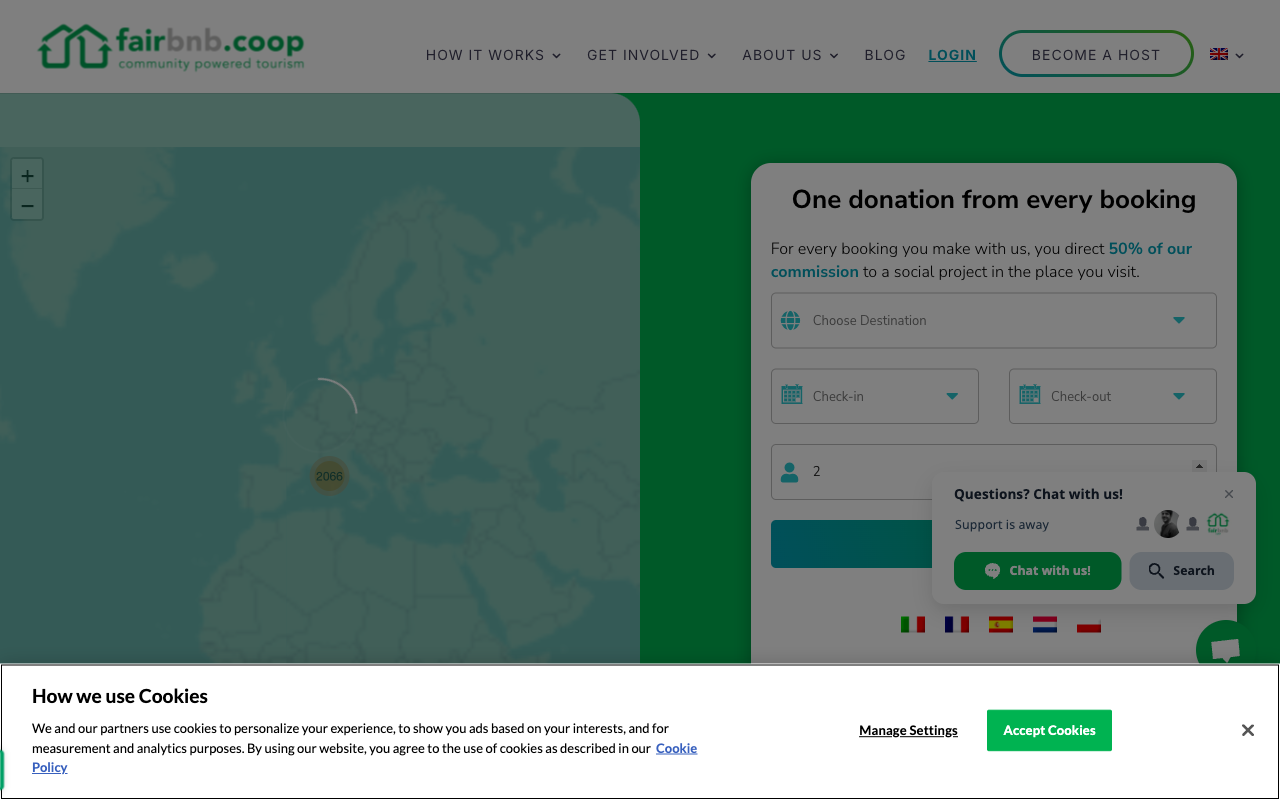 fairbnb.coop
community powered tourism
HOW IT WORKS
GET INVOLVED
ABOUT US
BLOG
LOGIN
BECOME A HOST
+
−
2066
One donation from every booking
For every booking you make with us, you direct 50% of our
commission to a social project in the place you visit.
Choose Destination
Check-in
Check-out
2
Questions? Chat with us!
Support is away
fairbnb
Chat with us!
Search
How we use Cookies
We and our partners use cookies to personalize your experience, to show you ads based on your interests, and for
measurement and analytics purposes. By using our website, you agree to the use of cookies as described in our Cookie
Policy
Manage Settings
Accept Cookies